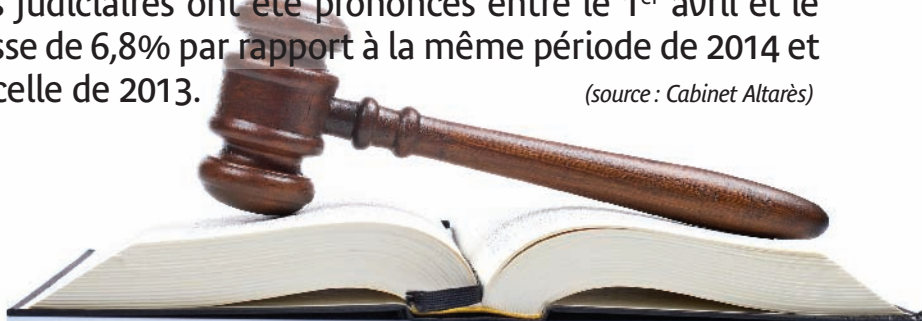 judiciaires ont été prononcés entre le 1er avril et le
sse de 6,8% par rapport à la même période de 2014 et
celle de 2013.
(source : Cabinet Altarès)